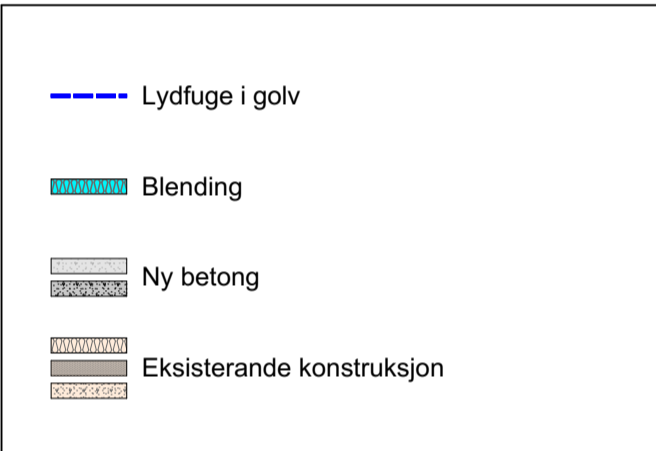 Lydfuge i golv
Blending
Ny betong
Eksisterande konstruksjon